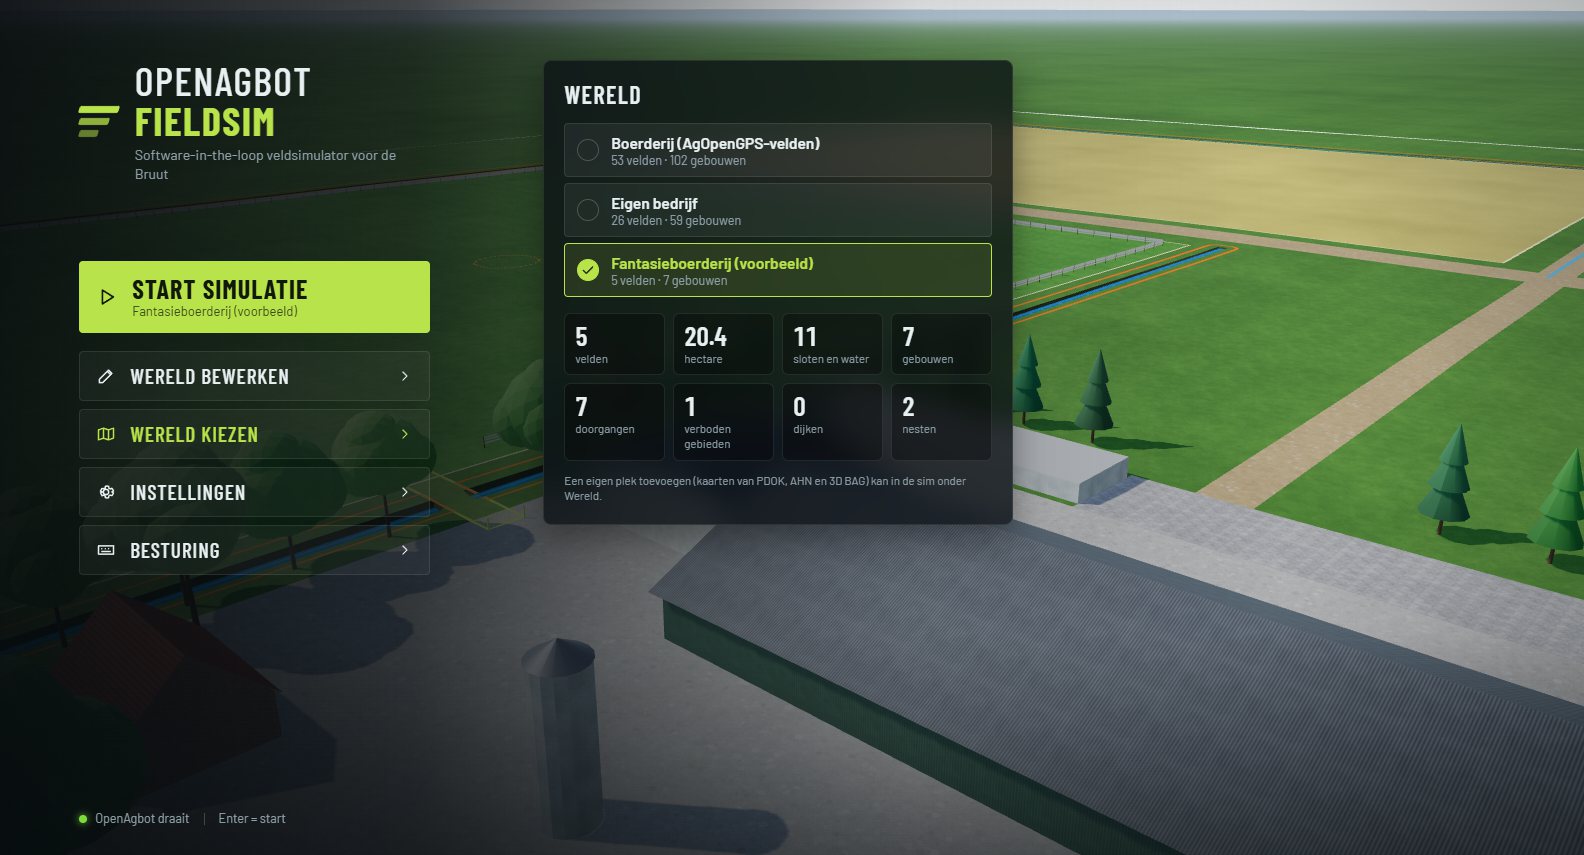 OPENAGBOT
FIELDSIM
Software-in-the-loop veldsimulator voor de
Bruut
START SIMULATIE
Fantasieboerderij (voorbeeld)
WERELD BEWERKEN
WERELD KIEZEN
INSTELLINGEN
BESTURING
WERELD
Boerderij (AgOpenGPS-velden)
53 velden · 102 gebouwen
Eigen bedrijf
26 velden · 59 gebouwen
Fantasieboerderij (voorbeeld)
5 velden · 7 gebouwen
5
velden
20.4
hectare
11
sloten en water
7
gebouwen
7
doorgangen
1
verboden
gebieden
0
dijken
2
nesten
Een eigen plek toevoegen (kaarten van PDOK, AHN en 3D BAG) kan in de sim onder
Wereld.
OpenAgbot draait | Enter = start